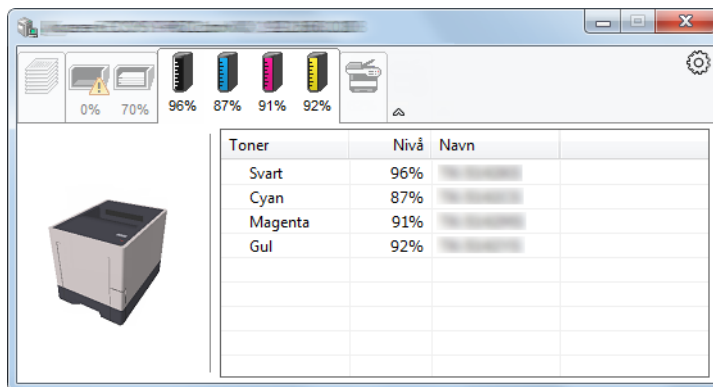 0% 70% 96% 87% 91% 92%
Toner Nivå Navn
Svart 96%
Cyan 87%
Magenta 91%
Gul 92%